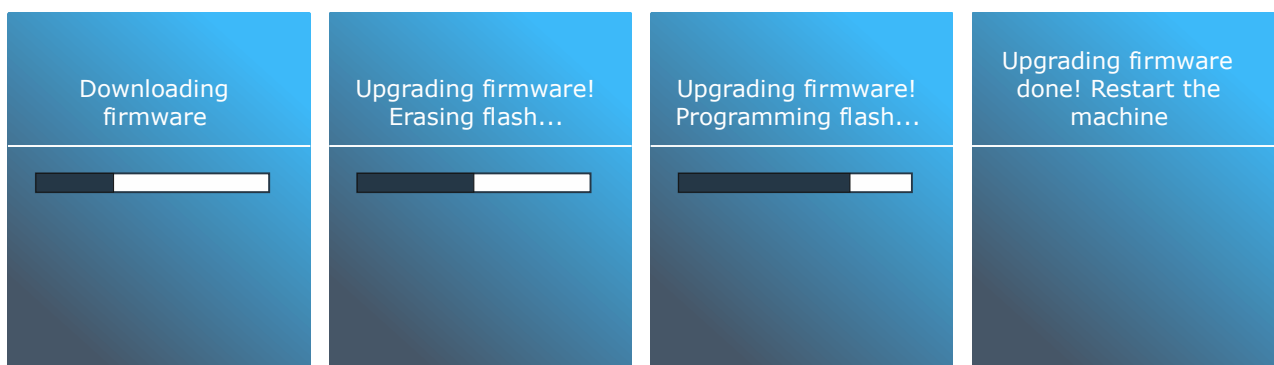 Downloading
firmware
Upgrading firmware!
Erasing flash...
Upgrading firmware!
Programming flash...
Upgrading firmware
done! Restart the
machine